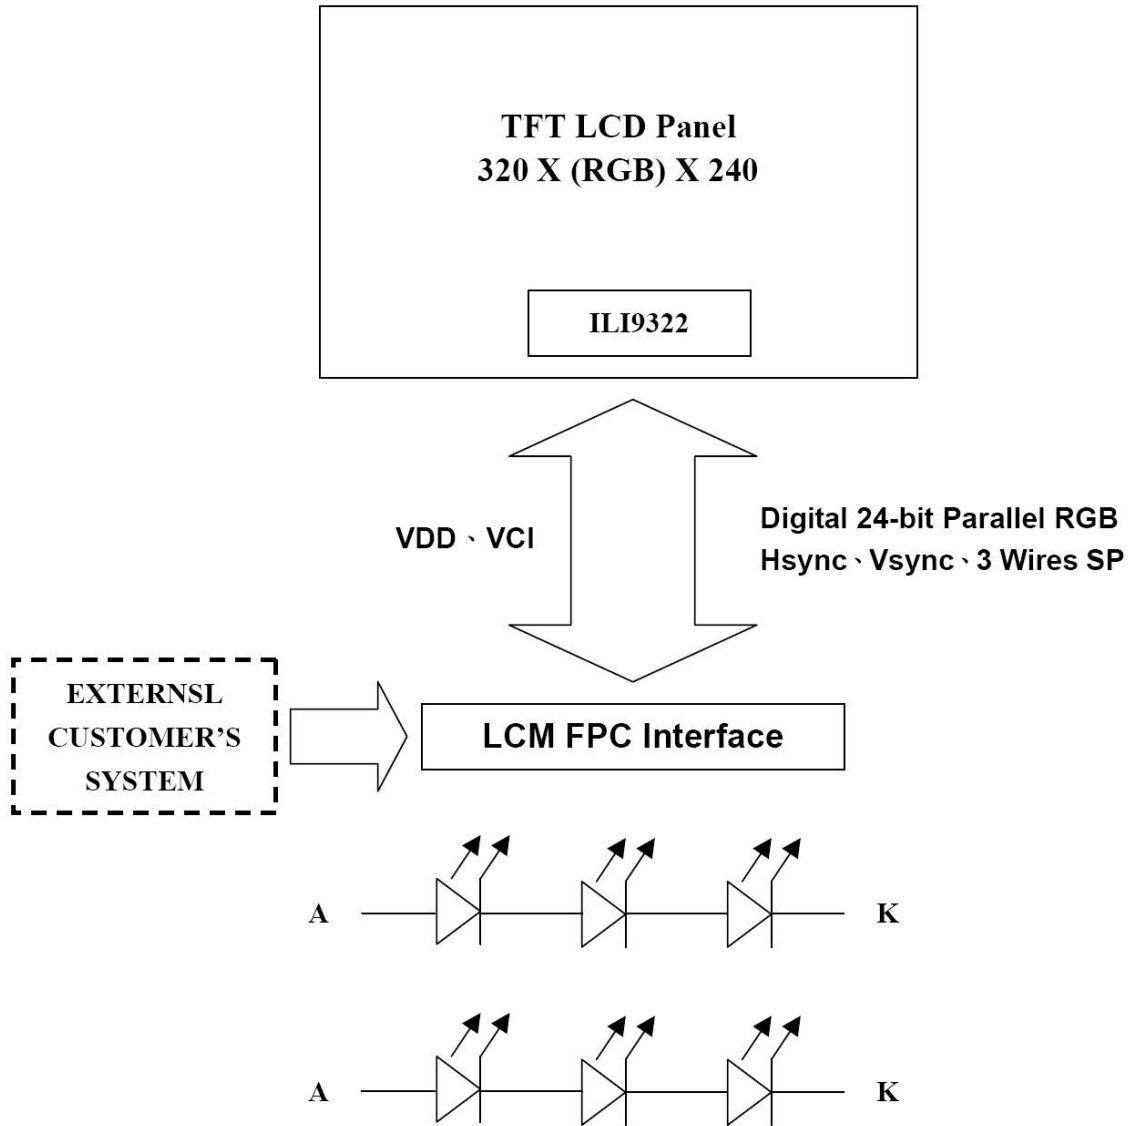 TFT LCD Panel
320 X (RGB) X 240
ILI9322
VDD、VCI
Digital 24-bit Parallel RGB
Hsync、Vsync、3 Wires SP
EXTERNSL
CUSTOMER’S
SYSTEM
LCM FPC Interface
A
K
A
K